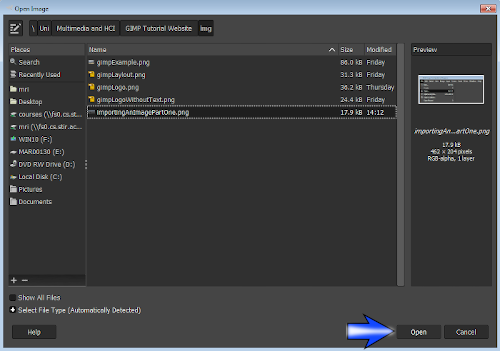 Open Image
\ Uni Multimedia and HCI GIMP Tutorial Website img
Places
Search
Recently Used
mri
Desktop
courses (\\fs0.cs.st...
mri (\\fs0.cs.stir.ac...
WIN10 (F:)
MAR00130 (E:)
DVD RW Drive (D:)
Local Disk (C:)
Pictures
Documents
Name Size Modified
gimpExample.png 86.0 kB Friday
gimpLaylout.png 31.3 kB Friday
gimpLogo.png 36.2 kB Thursday
gimpLogoWithoutText.png 24.4 kB Friday
importingAnImagePartOne.png 17.9 kB 14:12
Preview
importingAn...artOne.png
17.9 kB
462 × 204 pixels
RGB-alpha, 1 layer
Show All Files
Select File Type (Automatically Detected)
Help Open Cancel